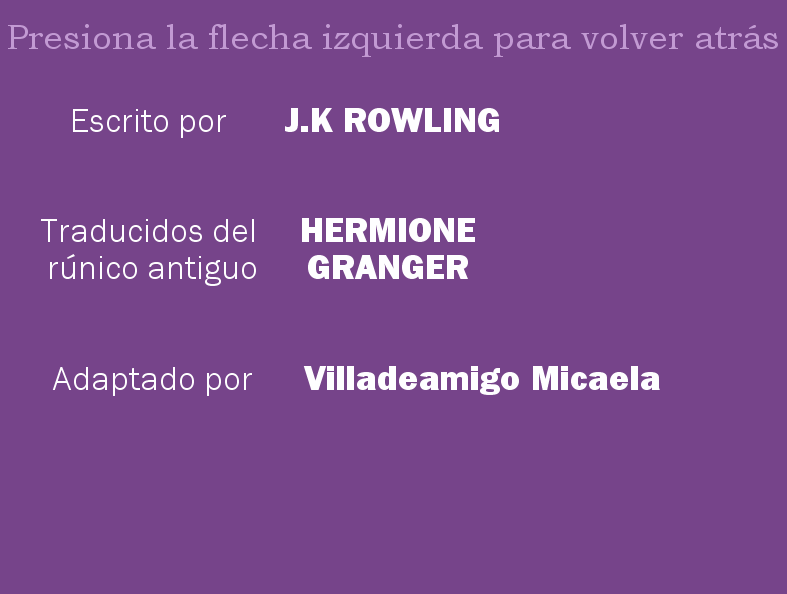 Presiona la flecha izquierda para volver atrás
Escrito por J.K ROWLING
Traducidos del HERMIONE
rúnico antiguo GRANGER
Adaptado por Villadeamigo Micaela